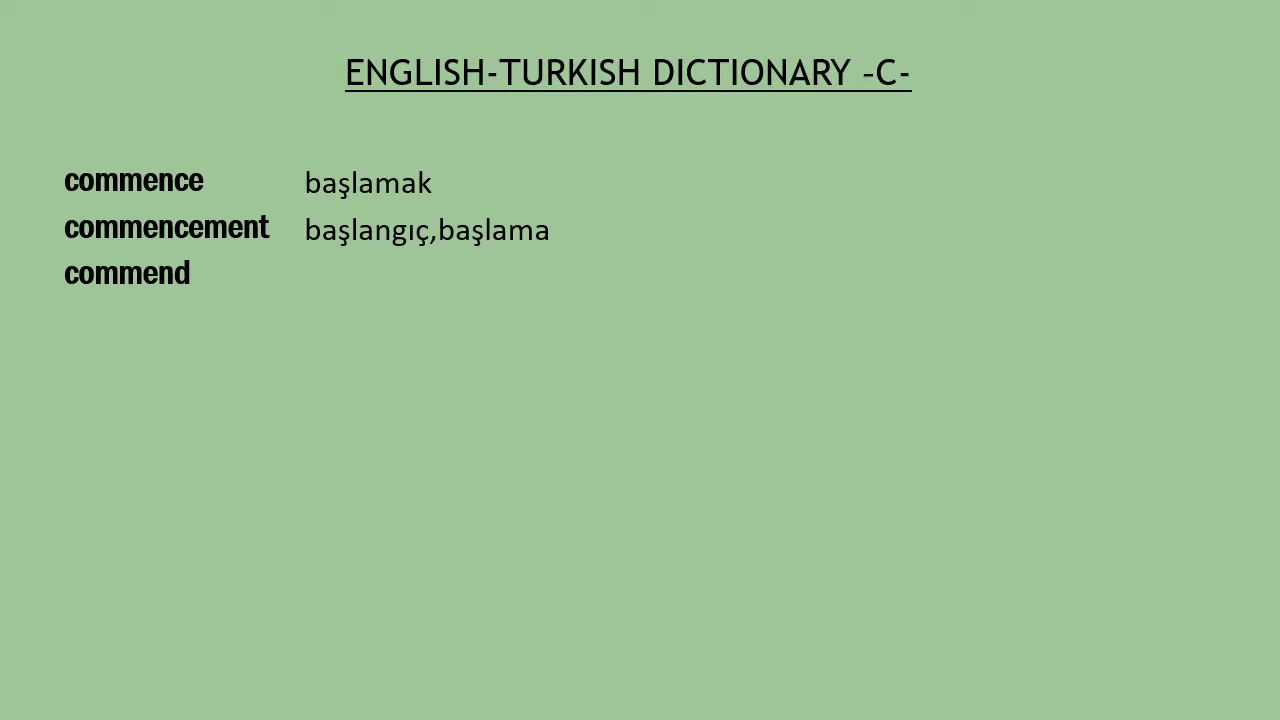 ENGLISH-TURKISH DICTIONARY –C-
commence başlamak
commencement başlangıç,başlama
commend